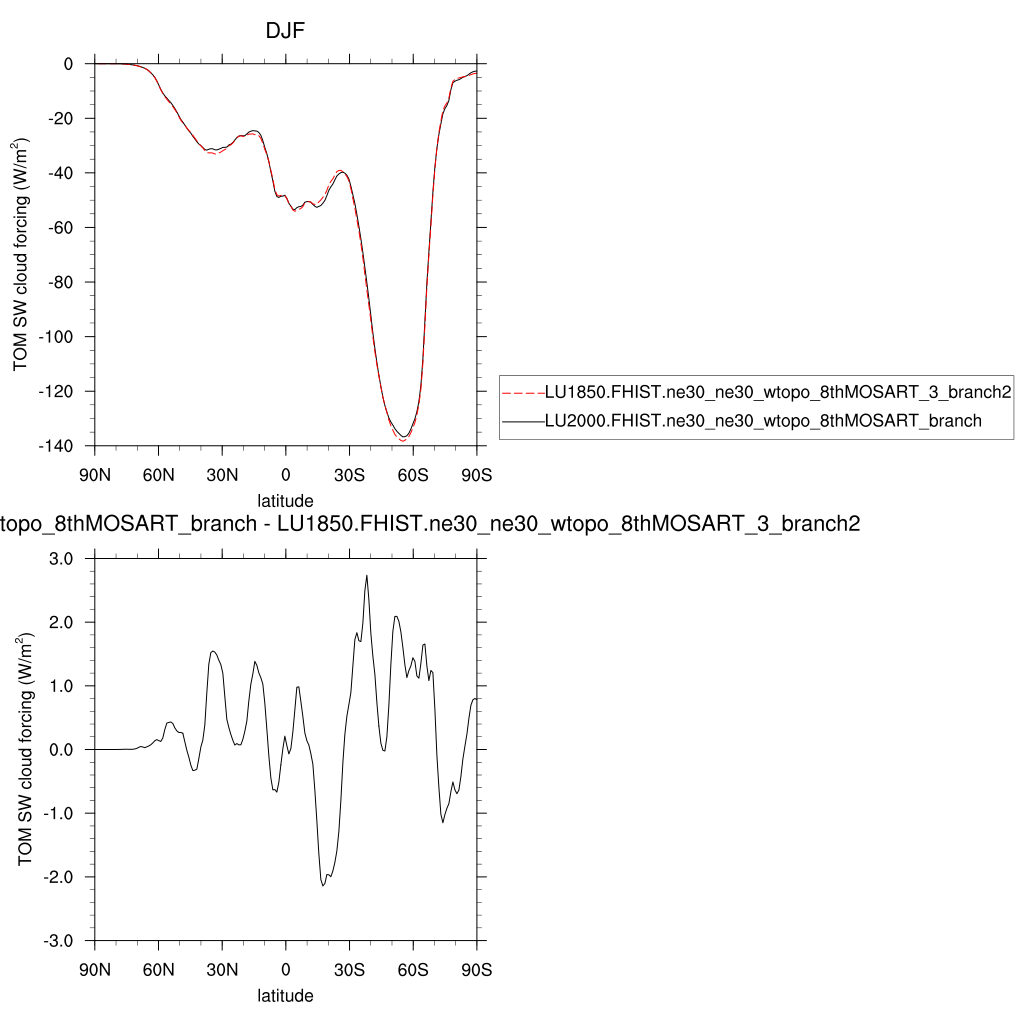 DJF
TOM SW cloud forcing (W/m²)
0
-20
-40
-60
-80
-100
-120
-140
90N 60N 30N 0 30S 60S 90S
latitude
LU1850.FHIST.ne30_ne30_wtopo_8thMOSART_3_branch2
LU2000.FHIST.ne30_ne30_wtopo_8thMOSART_branch
topo_8thMOSART_branch - LU1850.FHIST.ne30_ne30_wtopo_8thMOSART_3_branch2
TOM SW cloud forcing (W/m²)
3.0
2.0
1.0
0.0
-1.0
-2.0
-3.0
90N 60N 30N 0 30S 60S 90S
latitude